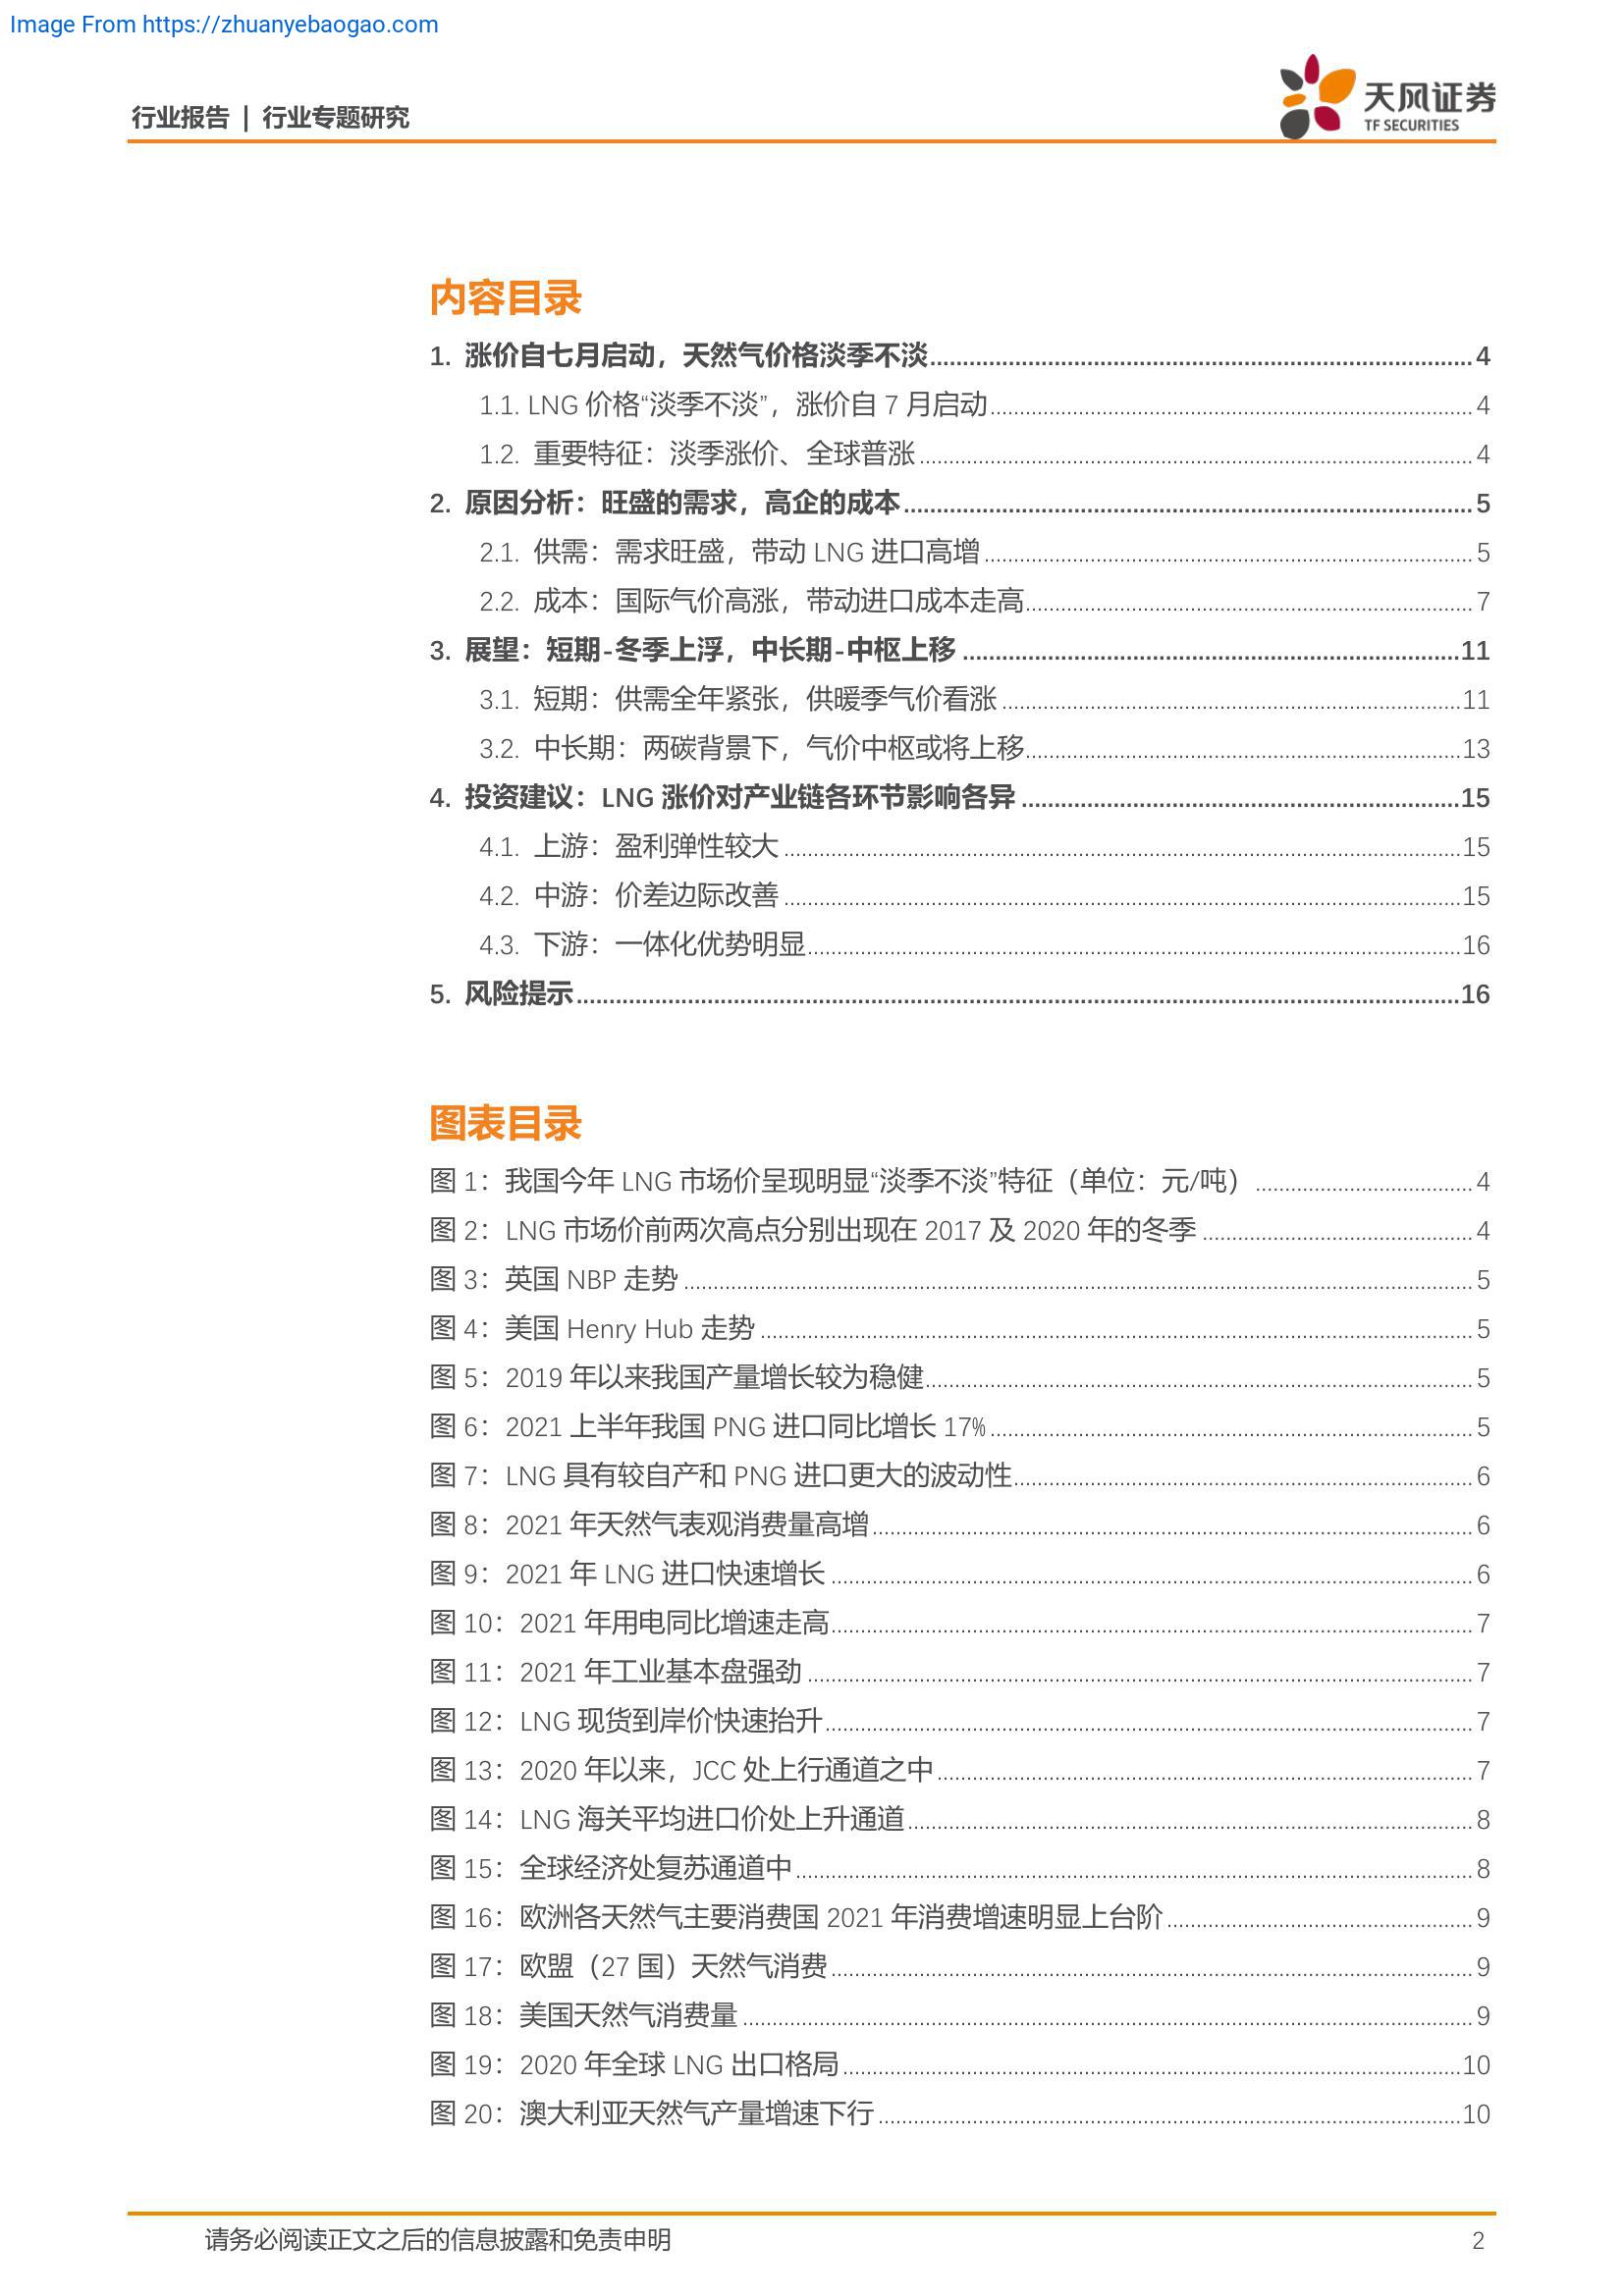 Image From https://zhuanyebaogao.com
行业报告 | 行业专题研究
天风证券
TF SECURITIES
内容目录
1. 涨价自七月启动，天然气价格淡季不淡 4
1.1. LNG 价格“淡季不淡”，涨价自 7 月启动 4
1.2. 重要特征：淡季涨价、全球普涨 4
2. 原因分析：旺盛的需求，高企的成本 5
2.1. 供需：需求旺盛，带动 LNG 进口高增 5
2.2. 成本：国际气价高涨，带动进口成本走高 7
3. 展望：短期-冬季上浮，中长期-中枢上移 11
3.1. 短期：供需全年紧张，供暖季气价看涨 11
3.2. 中长期：两碳背景下，气价中枢或将上移 13
4. 投资建议：LNG 涨价对产业链各环节影响各异 15
4.1. 上游：盈利弹性较大 15
4.2. 中游：价差边际改善 15
4.3. 下游：一体化优势明显 16
5. 风险提示 16
图表目录
图 1：我国今年 LNG 市场价呈现明显“淡季不淡”特征（单位：元/吨） 4
图 2：LNG 市场价前两次高点分别出现在 2017 及 2020 年的冬季 4
图 3：英国 NBP 走势 5
图 4：美国 Henry Hub 走势 5
图 5：2019 年以来我国产量增长较为稳健 5
图 6：2021 上半年我国 PNG 进口同比增长 17% 5
图 7：LNG 具有较自产和 PNG 进口更大的波动性 6
图 8：2021 年天然气表观消费量高增 6
图 9：2021 年 LNG 进口快速增长 6
图 10：2021 年用电同比增速走高 7
图 11：2021 年工业基本盘强劲 7
图 12：LNG 现货到岸价快速抬升 7
图 13：2020 年以来，JCC 处上行通道之中 7
图 14：LNG 海关平均进口价处上升通道 8
图 15：全球经济处复苏通道中 8
图 16：欧洲各天然气主要消费国 2021 年消费增速明显上台阶 9
图 17：欧盟（27 国）天然气消费 9
图 18：美国天然气消费量 9
图 19：2020 年全球 LNG 出口格局 10
图 20：澳大利亚天然气产量增速下行 10
请务必阅读正文之后的信息披露和免责申明 2